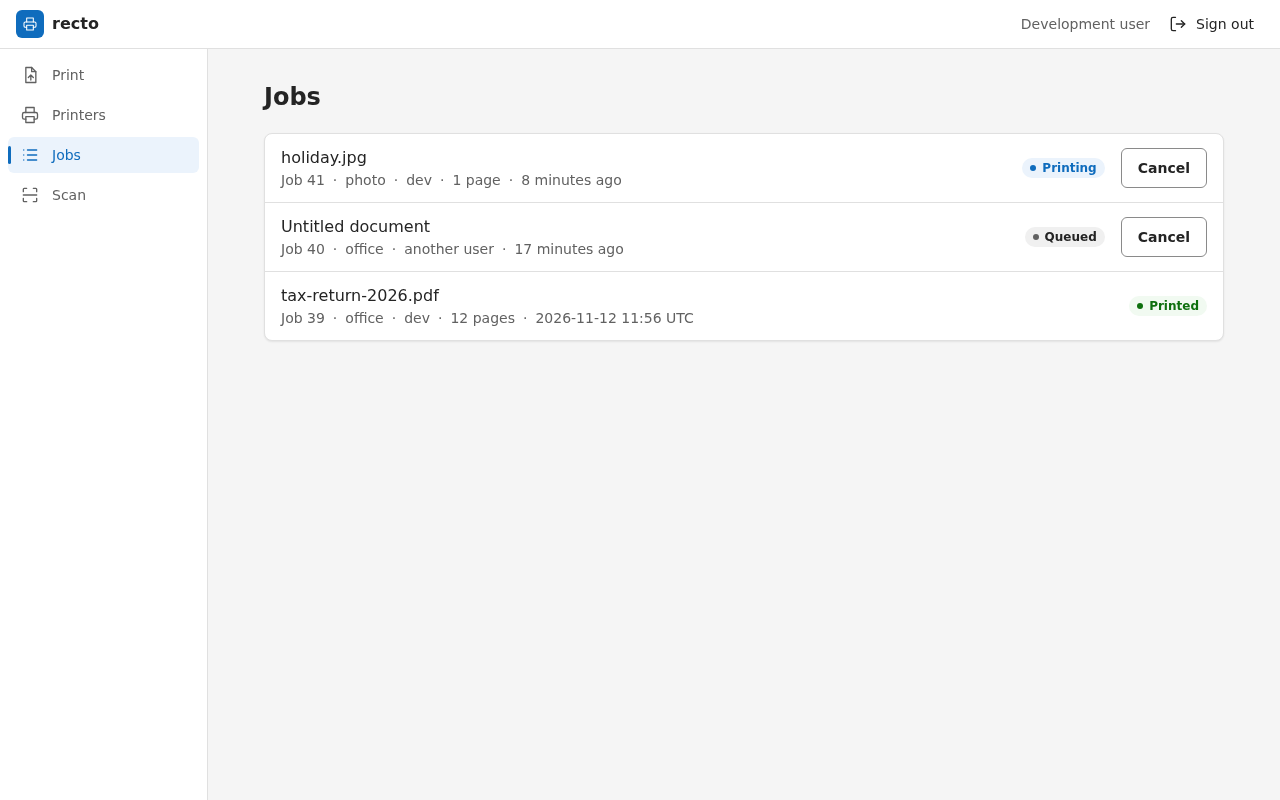 recto
Development user
Sign out
Print
Printers
Jobs
Scan
Jobs
holiday.jpg
Job 41 · photo · dev · 1 page · 8 minutes ago
Printing
Cancel
Untitled document
Job 40 · office · another user · 17 minutes ago
Queued
Cancel
tax-return-2026.pdf
Job 39 · office · dev · 12 pages · 2026-11-12 11:56 UTC
Printed